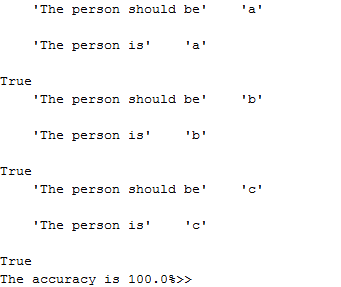 'The person should be'    'a'
'The person is'    'a'
True
'The person should be'    'b'
'The person is'    'b'
True
'The person should be'    'c'
'The person is'    'c'
True
The accuracy is 100.0%>>